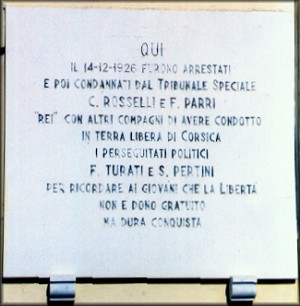 QUI
IL 14-12-1926 FURONO ARRESTATI
E POI CONDANNATI DAL TRIBUNALE SPECIALE
C. ROSSELLI E F. PARRI
"REI" CON ALTRI COMPAGNI DI AVERE CONDOTTO
IN TERRA LIBERA DI CORSICA
I PERSEGUITATI POLITICI
F. TURATI E S. PERTINI
PER RICORDARE AI GIOVANI CHE LA LIBERTÀ
NON È DONO GRATUITO
MA DURA CONQUISTA